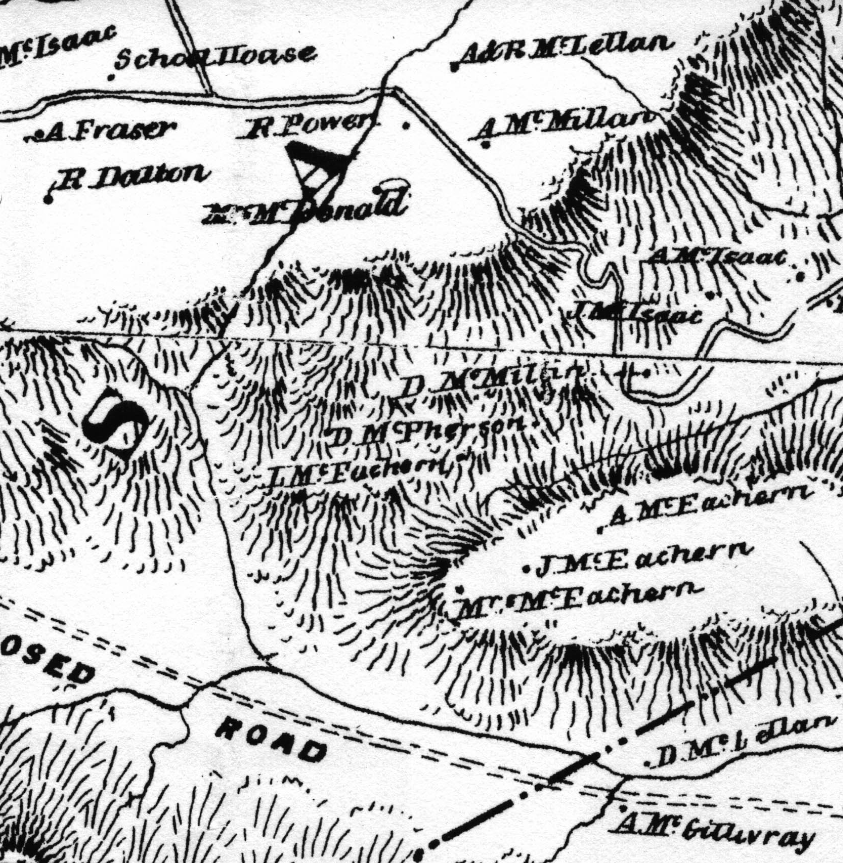 McIsaac
School House
A & R McLellan
A Fraser
R Power
A McMillan
R Dalton
Mrs McDonald
A McIsaac
J McIsaac
D McMillan
S
D McPherson
J McEachern
A McEachern
J McEachern
Mrs McEachern
OSED
ROAD
D McLellan
A McGillivray